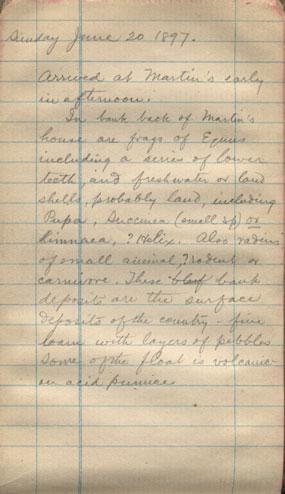 Sunday June 20 1897.
Arrived at Martin's early
in afternoon.
In bank back of Martin's
house are frags of Equus
including a series of lower
teeth, and freshwater or land
shells, probably land, including
Pupa, Succinea (small sp) or
Limnaea, ? Helix. Also radius
of small animal, ? rodent or
carnivore. These bank
deposits are the surface
deposits of the country - fine
loam with layers of pebbles
Some of the float is volcanic
an acid pumice